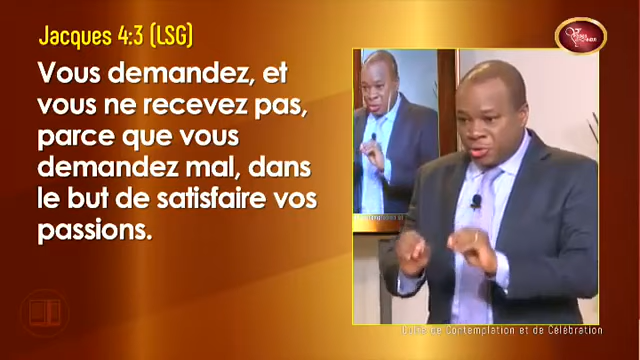 Jacques 4:3 (LSG)
Vous demandez, et
vous ne recevez pas,
parce que vous
demandez mal, dans
le but de satisfaire vos
passions.
de Contemplation et de Célébration